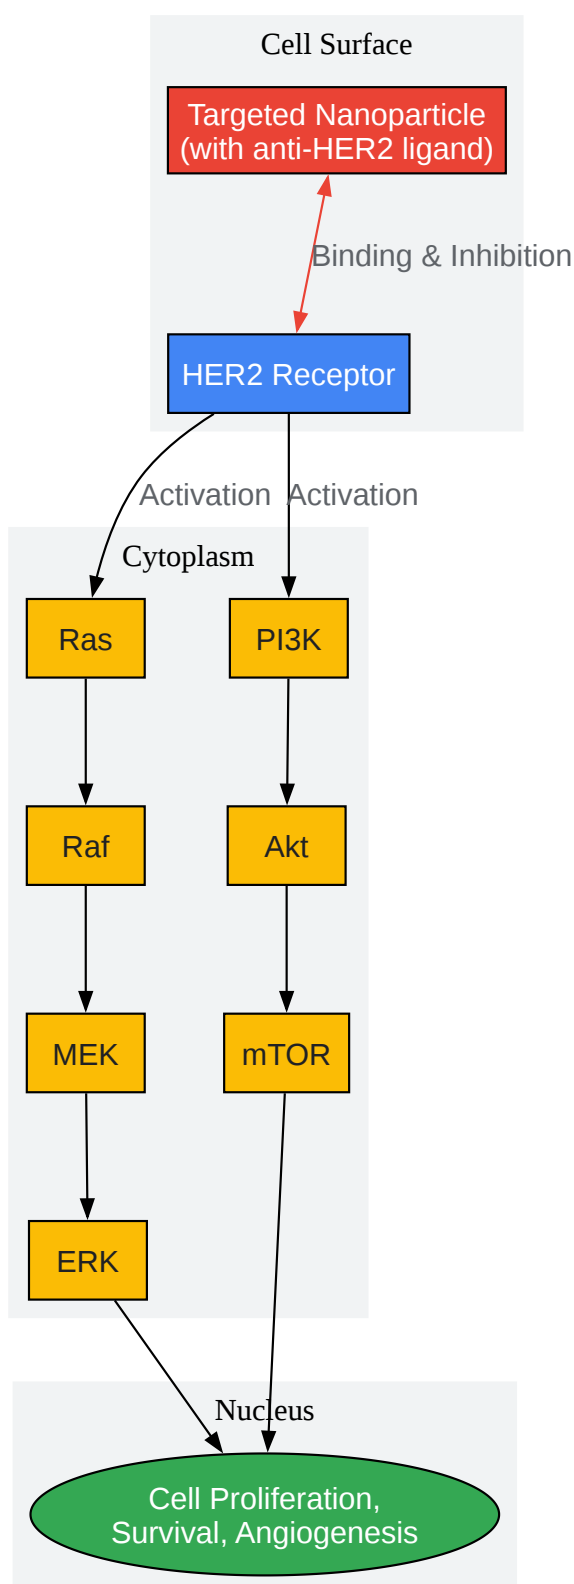 Cell Surface
Targeted Nanoparticle
(with anti-HER2 ligand)
Binding & Inhibition
HER2 Receptor
Activation
Activation
Cytoplasm
Ras
PI3K
Raf
Akt
MEK
mTOR
ERK
Nucleus
Cell Proliferation,
Survival, Angiogenesis